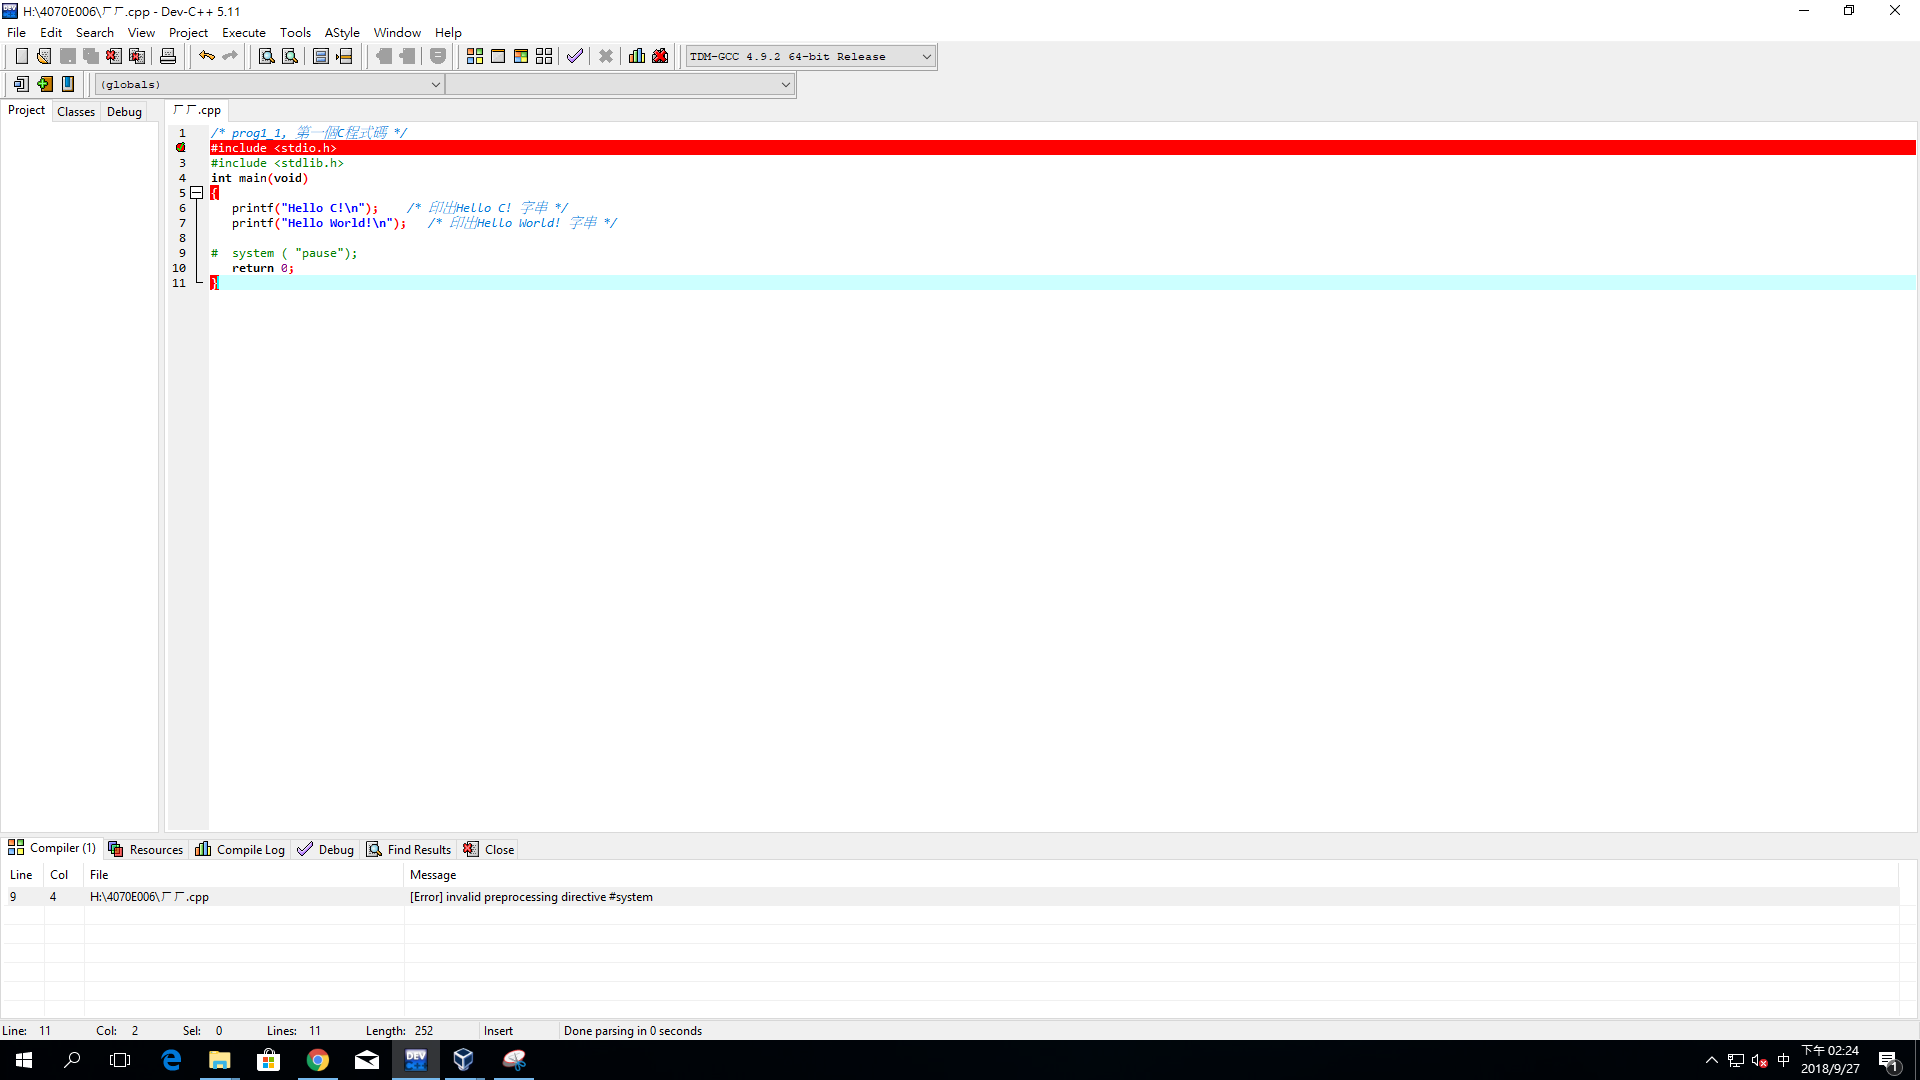 H:\4070E006\ㄏㄏ.cpp - Dev-C++ 5.11
File Edit Search View Project Execute Tools AStyle Window Help
TDM-GCC 4.9.2 64-bit Release
(globals)
Project Classes Debug
ㄏㄏ.cpp
1 /* prog1_1, 第一個C程式碼 */
#include <stdio.h>
3 #include <stdlib.h>
4 int main(void)
5 {
6 printf("Hello C!\n"); /* 印出Hello C! 字串 */
7 printf("Hello World!\n"); /* 印出Hello World! 字串 */
8
9 # system ( "pause");
10 return 0;
11 }
Compiler (1) Resources Compile Log Debug Find Results Close
Line Col File Message
9 4 H:\4070E006\ㄏㄏ.cpp [Error] invalid preprocessing directive #system
Line: 11 Col: 2 Sel: 0 Lines: 11 Length: 252 Insert Done parsing in 0 seconds
DEV
中
下午 02:24
2018/9/27
1